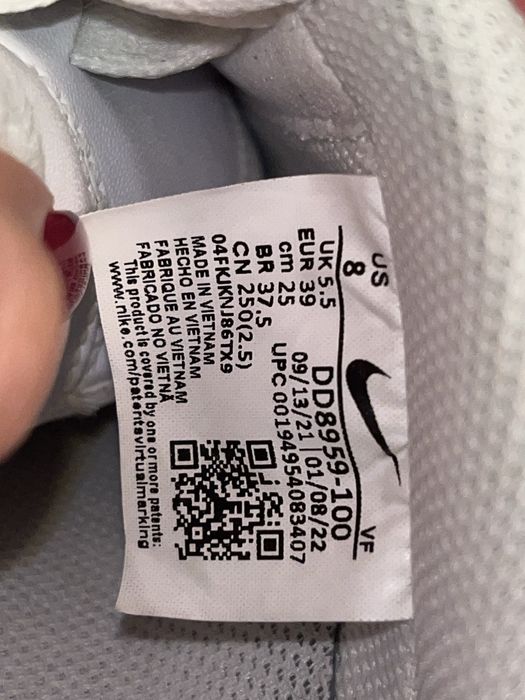 US 8
VF
UK 5.5
EUR 39
cm 25
BR 37.5
CN 250(2.5)
DD8959-100
09/13/21 01/08/22
UPC 00194954083407
04FKJKNJ86TX9
MADE IN VIETNAM
HECHO EN VIETNAM
FABRIQUE AU VIETNAM
FABRICADO NO VIETNÃ
This product is covered by one or more patents:
www.nike.com/patentsvirtualmarking